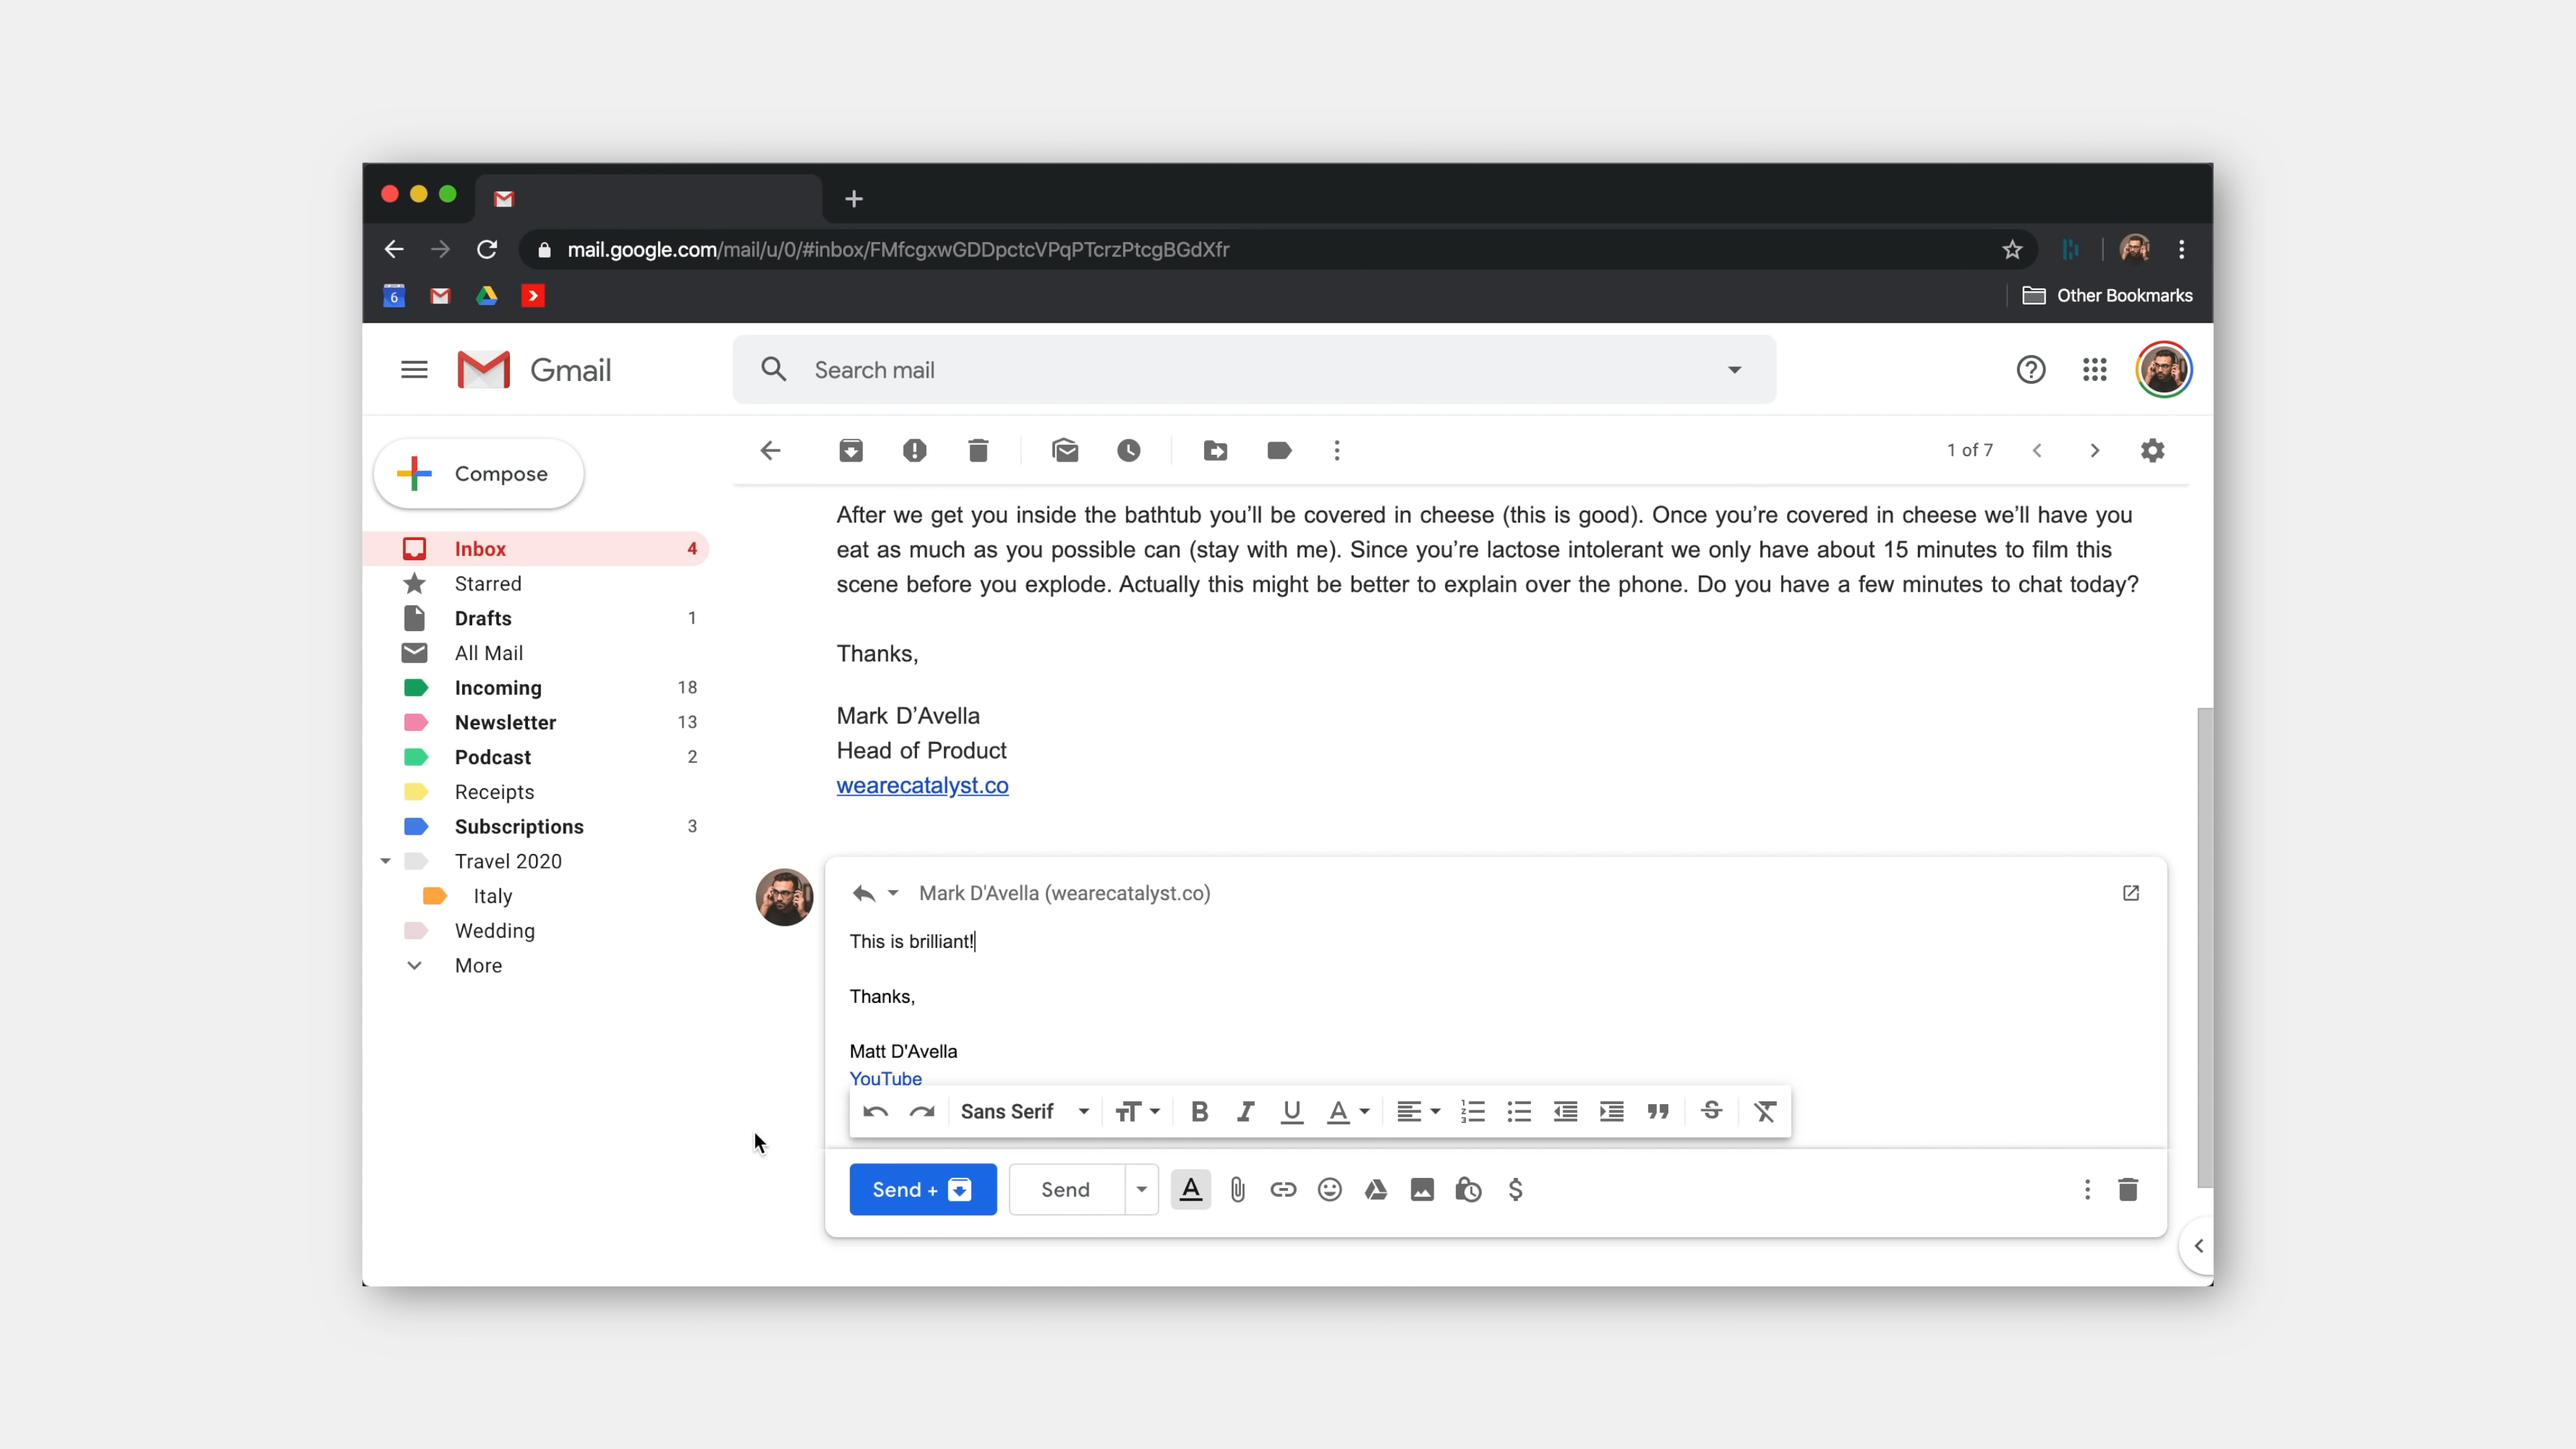 mail.google.com/mail/u/0/#inbox/FMfcgxwGDDpctcVPqPTcrzPtcgBGdXfr
6
Other Bookmarks
Gmail
Search mail
Compose
1 of 7
Inbox 4
Starred
Drafts 1
All Mail
Incoming 18
Newsletter 13
Podcast 2
Receipts
Subscriptions 3
Travel 2020
Italy
Wedding
More
After we get you inside the bathtub you’ll be covered in cheese (this is good). Once you’re covered in cheese we’ll have you
eat as much as you possible can (stay with me). Since you’re lactose intolerant we only have about 15 minutes to film this
scene before you explode. Actually this might be better to explain over the phone. Do you have a few minutes to chat today?
Thanks,
Mark D’Avella
Head of Product
wearecatalyst.co
Mark D'Avella (wearecatalyst.co)
This is brilliant!
Thanks,
Matt D'Avella
YouTube
Sans Serif
Send +
Send